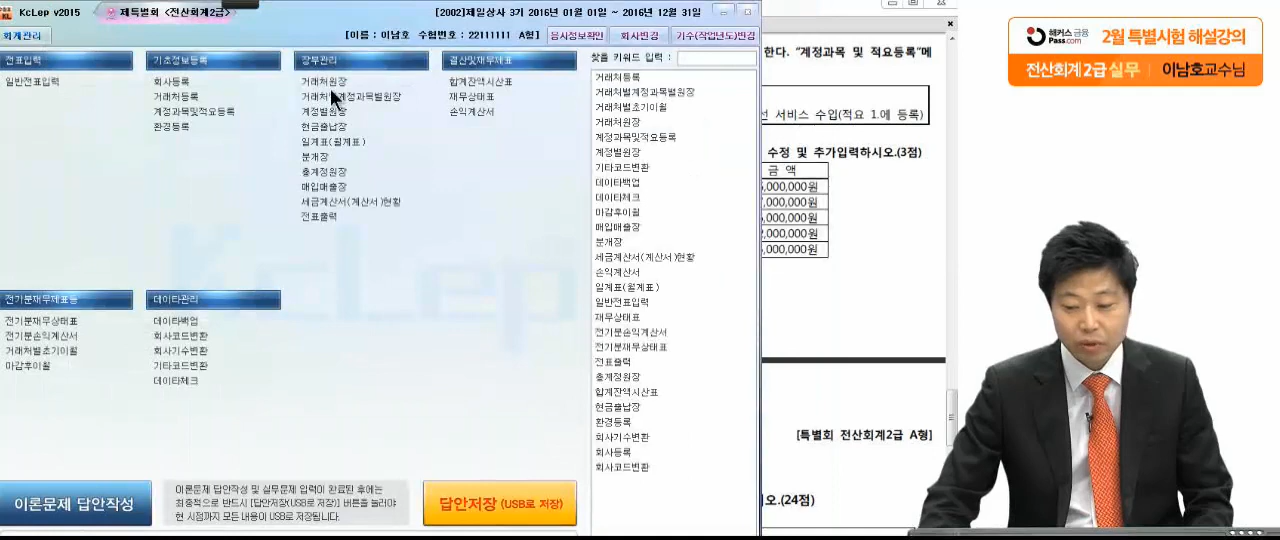 KcLep v2015
제특별회 <전산회계2급>
[2002]제일상사 3기 2016년 01월 01일 ~ 2016년 12월 31일
회계관리
[이름 : 이남호 수험번호 : 22111111 A형]
응시정보확인
회사변경
기수(작업년도)변경
전표입력
일반전표입력
기초정보등록
회사등록
거래처등록
계정과목및적요등록
환경등록
장부관리
거래처원장
거래처별계정과목별원장
계정별원장
현금출납장
일계표(월계표)
분개장
총계정원장
매입매출장
세금계산서(계산서)현황
전표출력
결산및재무제표
합계잔액시산표
재무상태표
손익계산서
전기분재무제표등
전기분재무상태표
전기분손익계산서
거래처별초기이월
마감후이월
데이타관리
데이타백업
회사코드변환
회사기수변환
기타코드변환
데이타체크
KcLep
찾을 키워드 입력 :
거래처등록
거래처별계정과목별원장
거래처별초기이월
거래처원장
계정과목및적요등록
계정별원장
기타코드변환
데이타백업
데이타체크
마감후이월
매입매출장
분개장
세금계산서(계산서)현황
손익계산서
일계표(월계표)
일반전표입력
재무상태표
전기분손익계산서
전기분재무상태표
전표출력
총계정원장
합계잔액시산표
현금출납장
환경등록
회사기수변환
회사등록
회사코드변환
이론문제 답안작성
이론문제 답안작성 및 실무문제 입력이 완료된 후에는
최종적으로 반드시 [답안저장(USB로 저장)] 버튼을 눌러야
현 시점까지 모든 내용이 USB로 저장됩니다.
답안저장 (USB로 저장)
한다. "계정과목 및 적요등록"메
선 서비스 수입(적요 1.에 등록)
수정 및 추가입력하시오.(3점)
금 액
,000,000원
,000,000원
,000,000원
,000,000원
,000,000원
[특별회 전산회계2급 A형]
오.(24점)
해커스 금융
Pass.com
2월 특별시험 해설강의
전산회계 2급 실무
이남호교수님